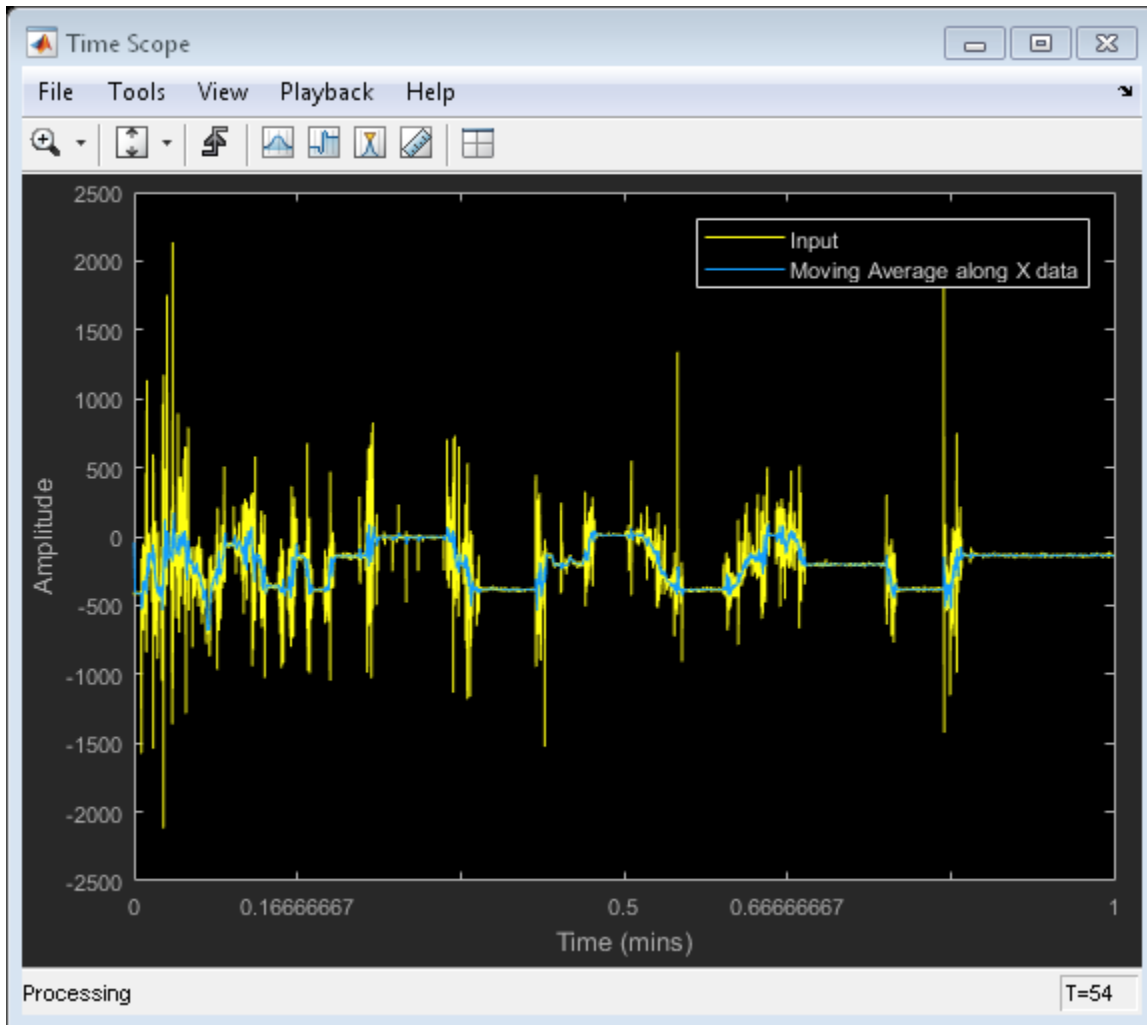 Time Scope
File Tools View Playback Help
2500
2000
1500
1000
500
0
-500
-1000
-1500
-2000
-2500
Amplitude
Input
Moving Average along X data
0 0.16666667 0.5 0.66666667 1
Time (mins)
Processing T=54